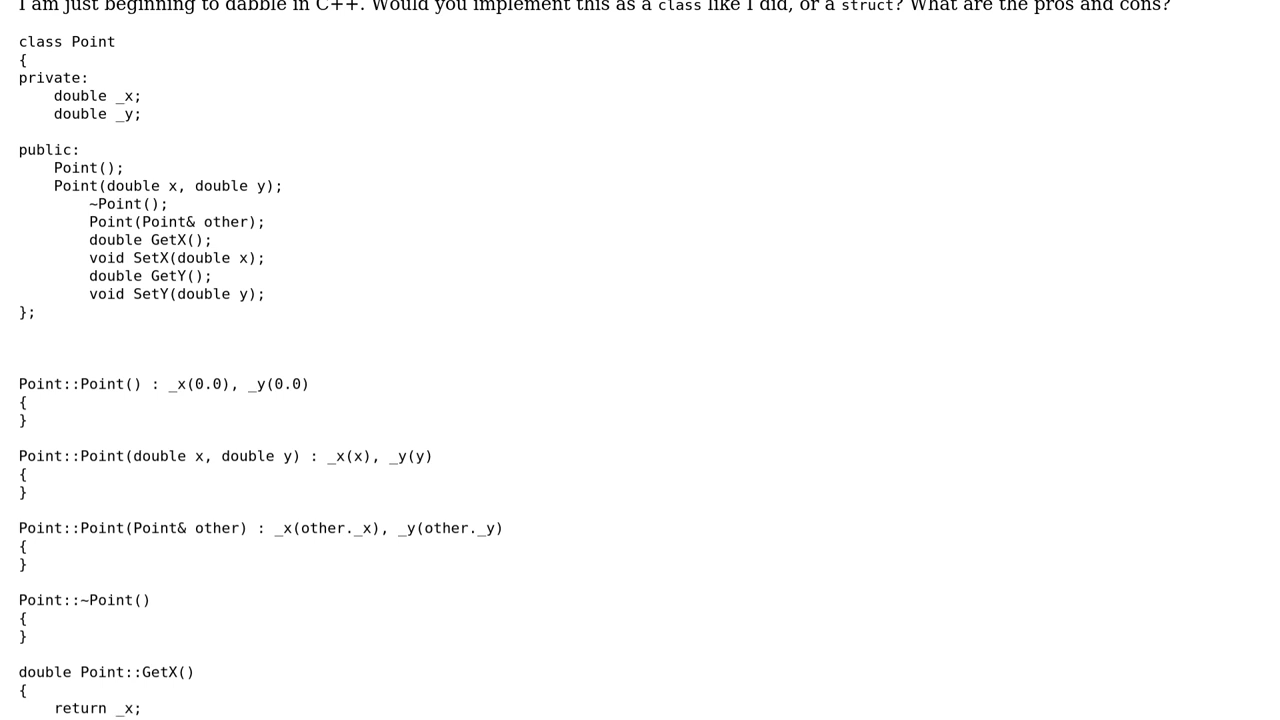 I am just beginning to dabble in C++. Would you implement this as a class like I did, or a struct? What are the pros and cons?
class Point
{
private:
    double _x;
    double _y;

public:
    Point();
    Point(double x, double y);
        ~Point();
        Point(Point& other);
        double GetX();
        void SetX(double x);
        double GetY();
        void SetY(double y);
};

Point::Point() : _x(0.0), _y(0.0)
{
}

Point::Point(double x, double y) : _x(x), _y(y)
{
}

Point::Point(Point& other) : _x(other._x), _y(other._y)
{
}

Point::~Point()
{
}

double Point::GetX()
{
    return _x;